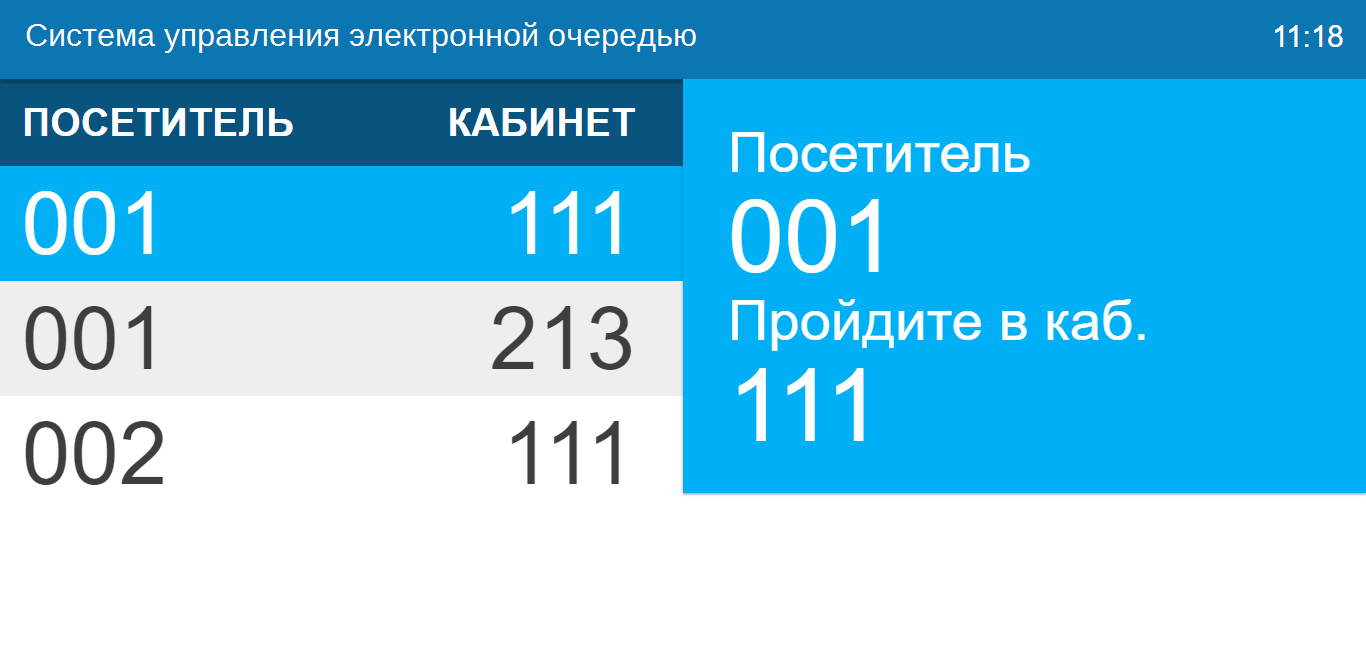 Система управления электронной очередью 11:18
ПОСЕТИТЕЛЬ КАБИНЕТ
001 111
001 213
002 111
Посетитель
001
Пройдите в каб.
111